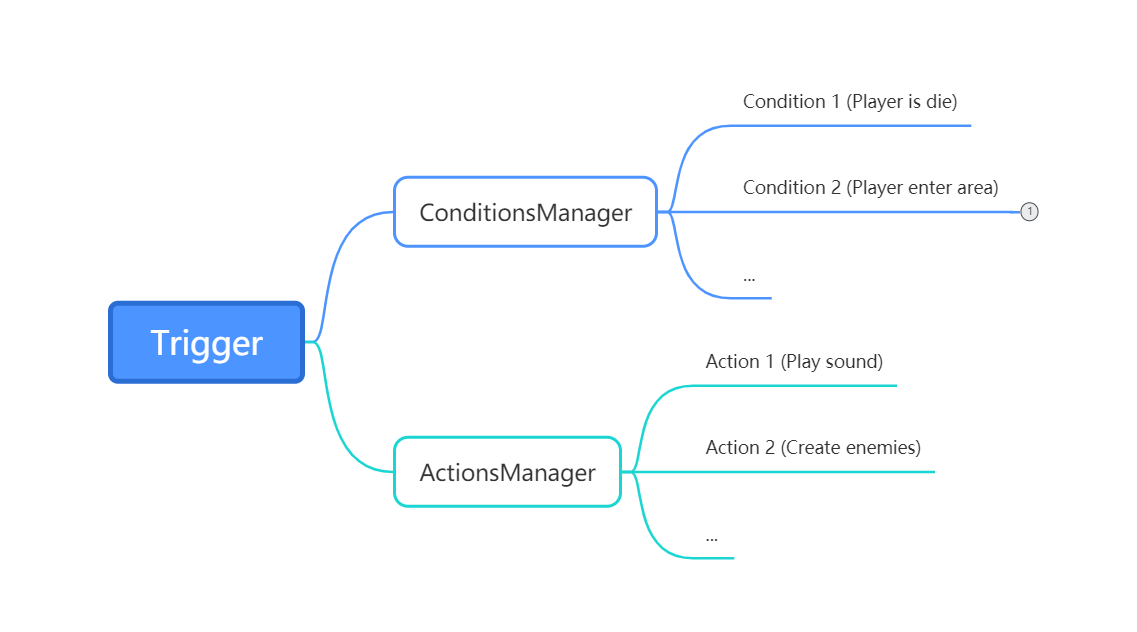 Condition 1 (Player is die)
Condition 2 (Player enter area)
1
ConditionsManager
...
Trigger
Action 1 (Play sound)
Action 2 (Create enemies)
ActionsManager
...